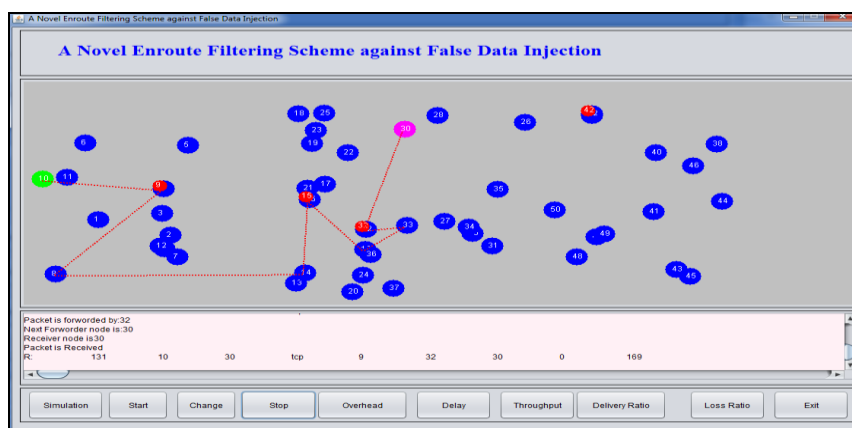 A Novel Enroute Filtering Scheme against False Data Injection
A Novel Enroute Filtering Scheme against False Data Injection
18 25 28 42
30 26
23
6 5 19 38
22 40
46
10 11 9 21 17 35
44
1 3 50 41
27 33 34
2 49
12 31
7 36 48
8 14 24 43
13 45
20 37
Packet is forworded by:32
Next Forworder node is:30
Receiver node is30
Packet is Received
R: 131 10 30 tcp 9 32 30 0 169
Simulation Start Change Stop Overhead Delay Throughput Delivery Ratio Loss Ratio Exit